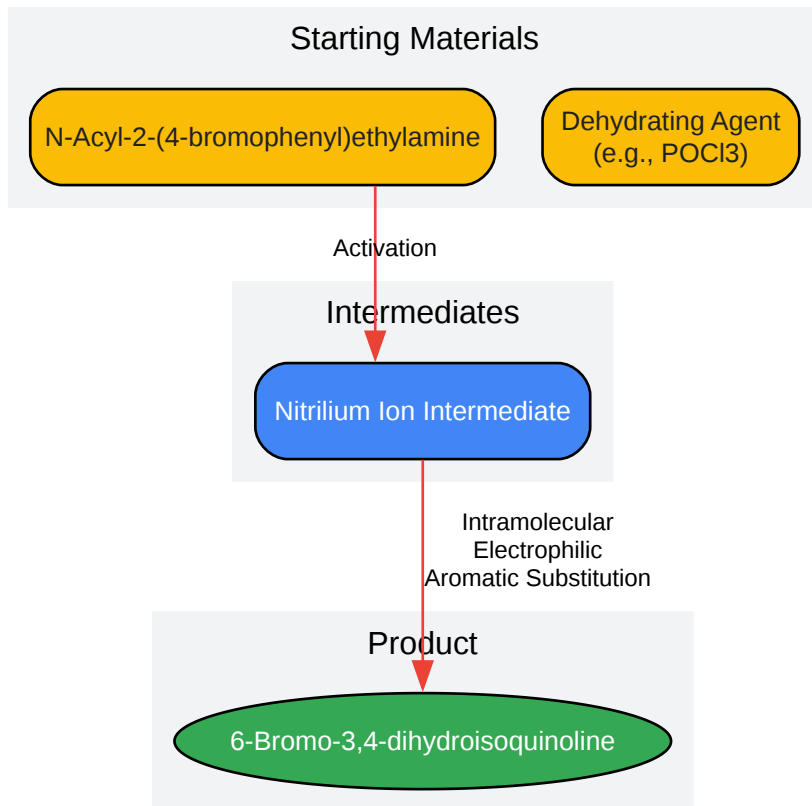 Starting Materials
N-Acyl-2-(4-bromophenyl)ethylamine
Dehydrating Agent
(e.g., POCl3)
Activation
Intermediates
Nitrilium Ion Intermediate
Intramolecular
Electrophilic
Aromatic Substitution
Product
6-Bromo-3,4-dihydroisoquinoline